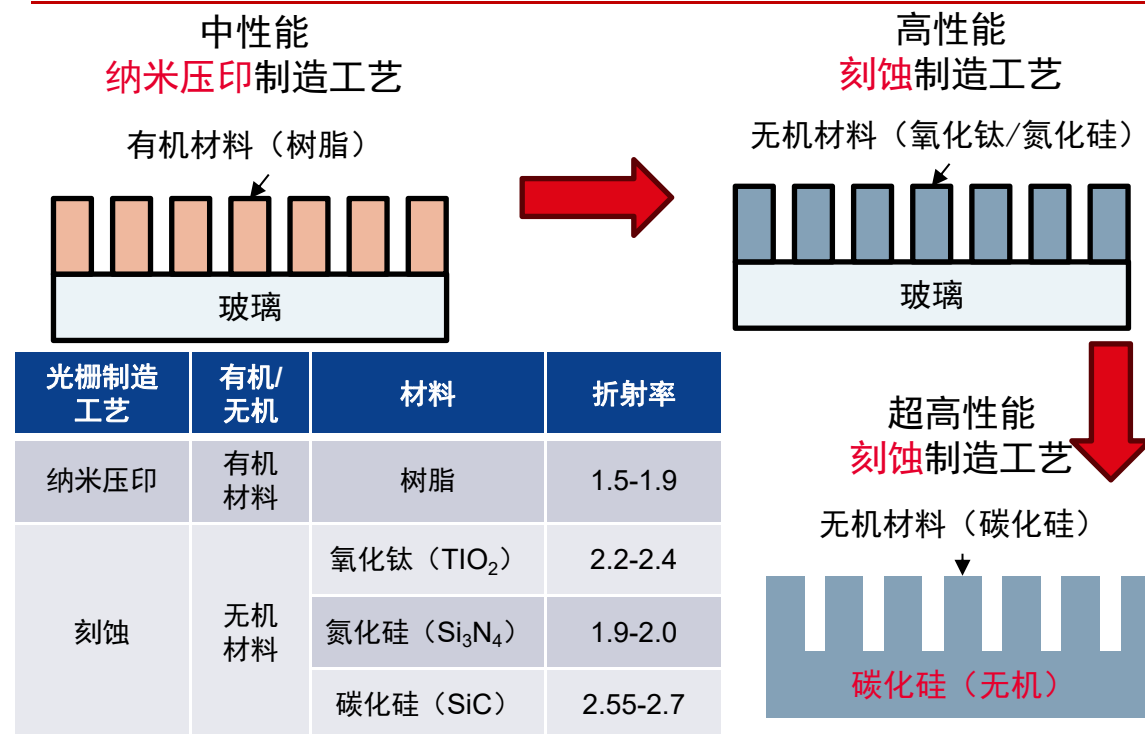 中性能
纳米压印制造工艺
有机材料（树脂）
玻璃
高性能
刻蚀制造工艺
无机材料（氧化钛/氮化硅）
玻璃
超高性能
刻蚀制造工艺
无机材料（碳化硅）
碳化硅（无机）
光栅制造
工艺
有机/
无机
材料
折射率
纳米压印
有机
材料
树脂
1.5-1.9
刻蚀
无机
材料
氧化钛（TIO₂）
2.2-2.4
氮化硅（Si₃N₄）
1.9-2.0
碳化硅（SiC）
2.55-2.7